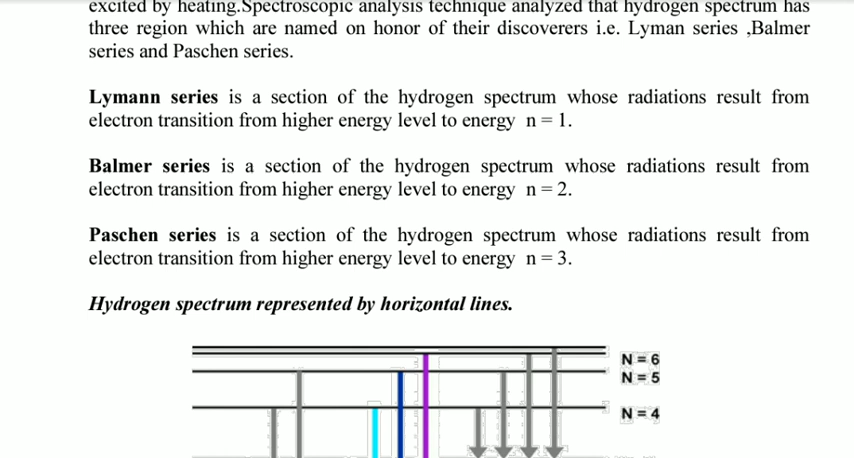 excited by heating.Spectroscopic analysis technique analyzed that hydrogen spectrum has
three region which are named on honor of their discoverers i.e. Lyman series ,Balmer
series and Paschen series.
Lymann series is a section of the hydrogen spectrum whose radiations result from
electron transition from higher energy level to energy n = 1.
Balmer series is a section of the hydrogen spectrum whose radiations result from
electron transition from higher energy level to energy n = 2.
Paschen series is a section of the hydrogen spectrum whose radiations result from
electron transition from higher energy level to energy n = 3.
Hydrogen spectrum represented by horizontal lines.
N = 6
N = 5
N = 4